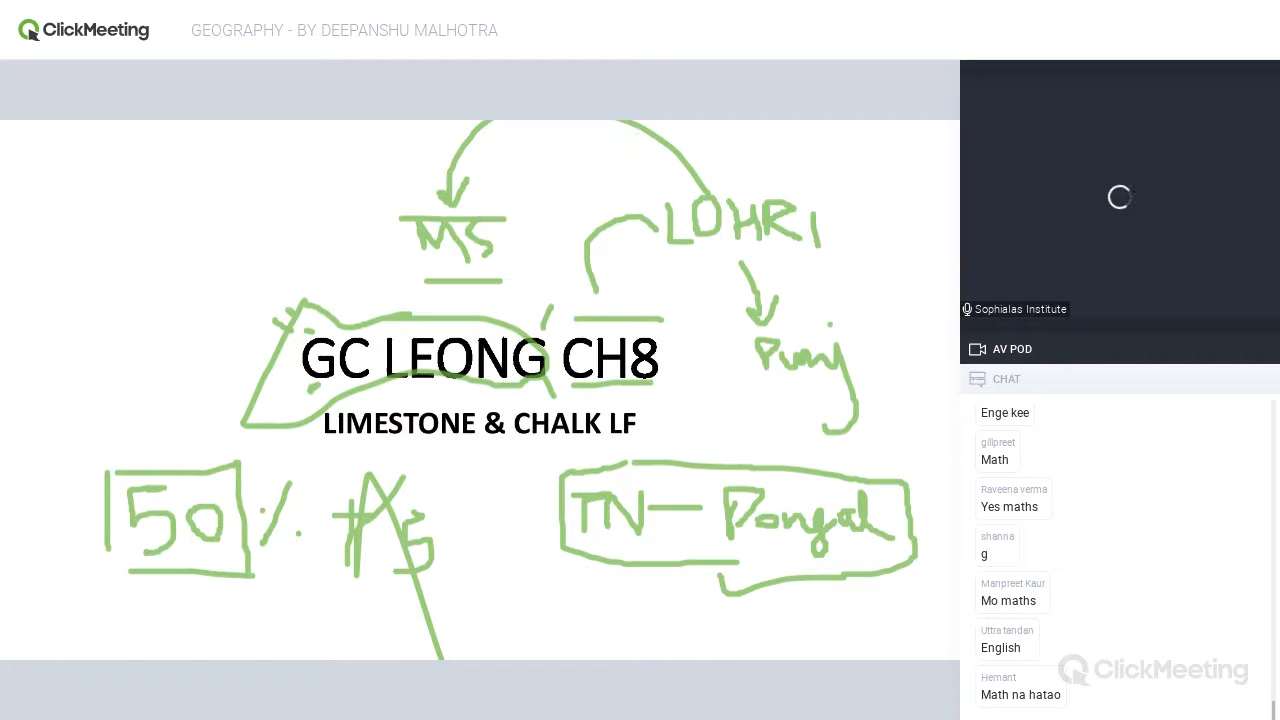 ClickMeeting GEOGRAPHY - BY DEEPANSHU MALHOTRA
MS
LOHRI
GC LEONG CH8
Punj
LIMESTONE & CHALK LF
50 %
TN - Pongal
Sophialas Institute
AV POD
CHAT
Enge kee
gillpreet
Math
Raveena verma
Yes maths
shanna
g
Manpreet Kaur
Mo maths
Uttra tandan
English
Hemant
Math na hatao
ClickMeeting